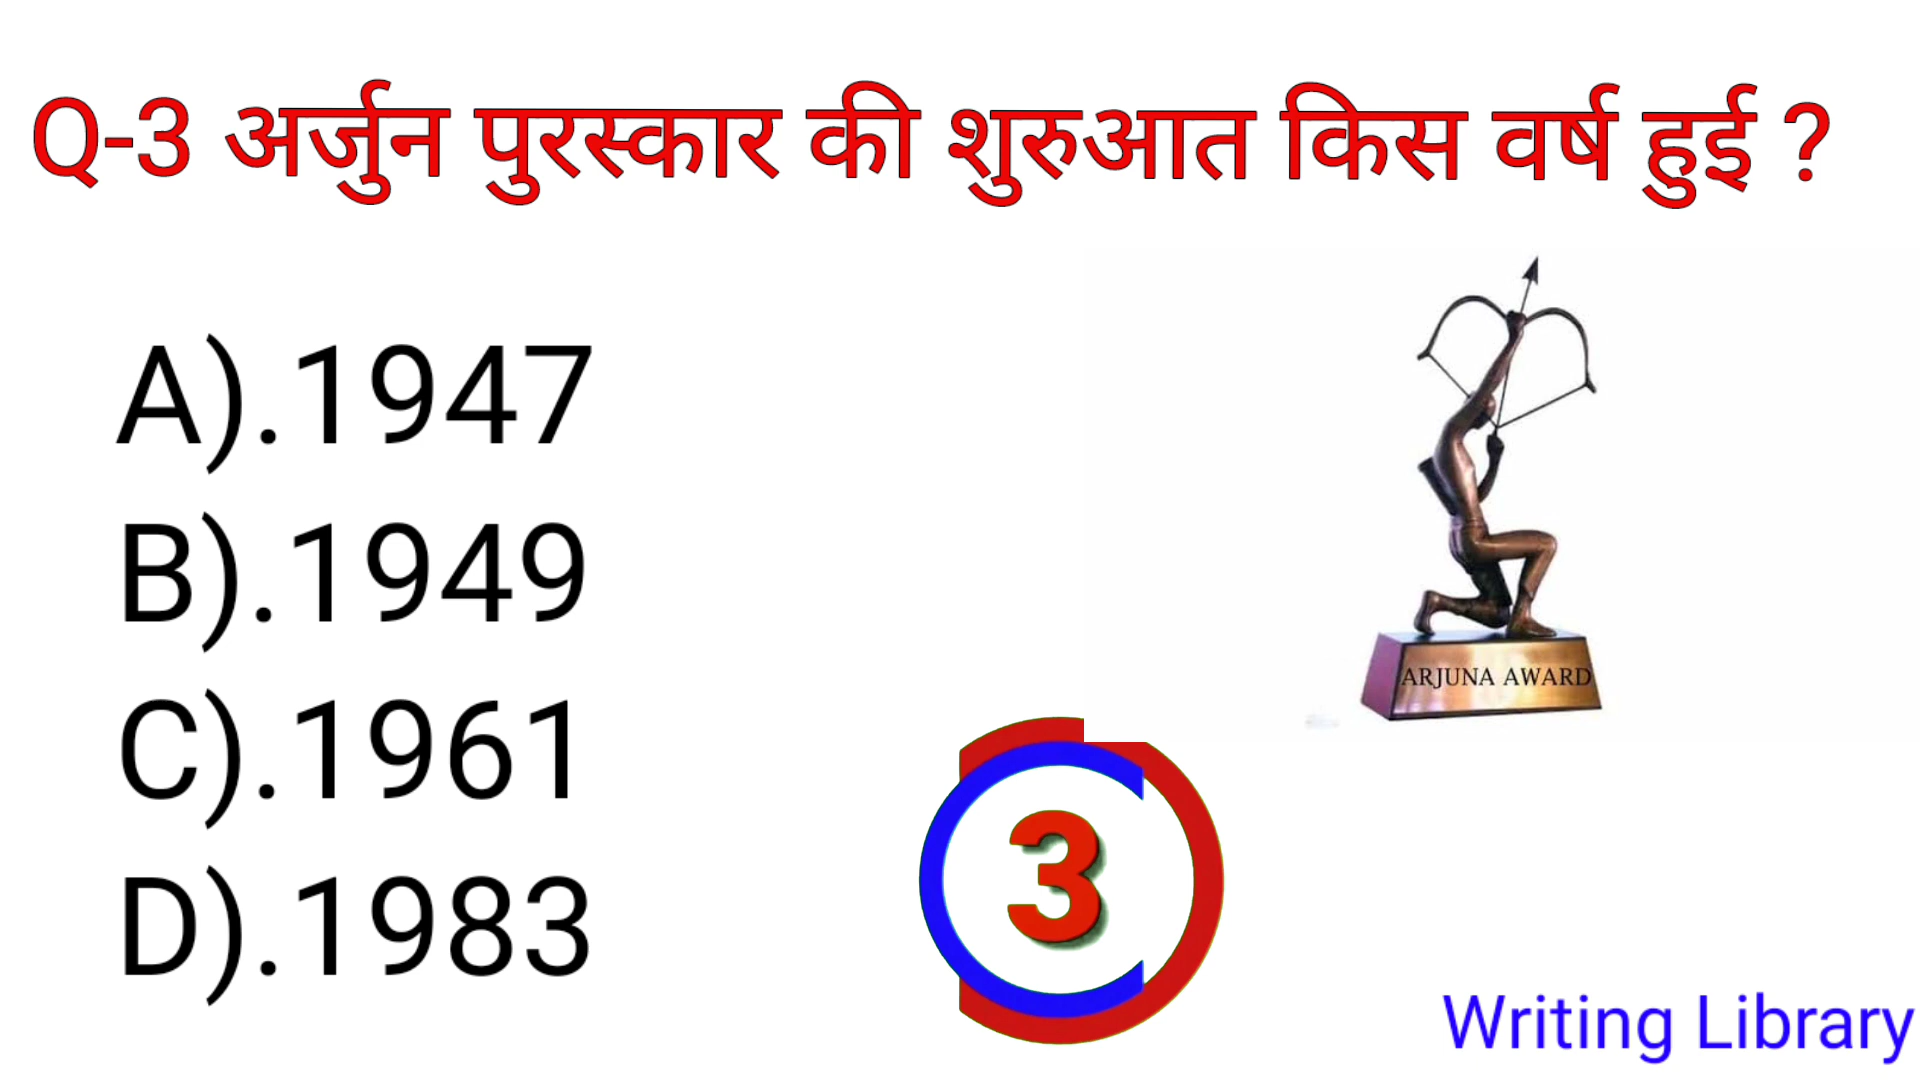 Q-3 अर्जुन पुरस्कार की शुरुआत किस वर्ष हुई ?
A).1947
B).1949
C).1961
D).1983
ARJUNA AWARD
3
Writing Library